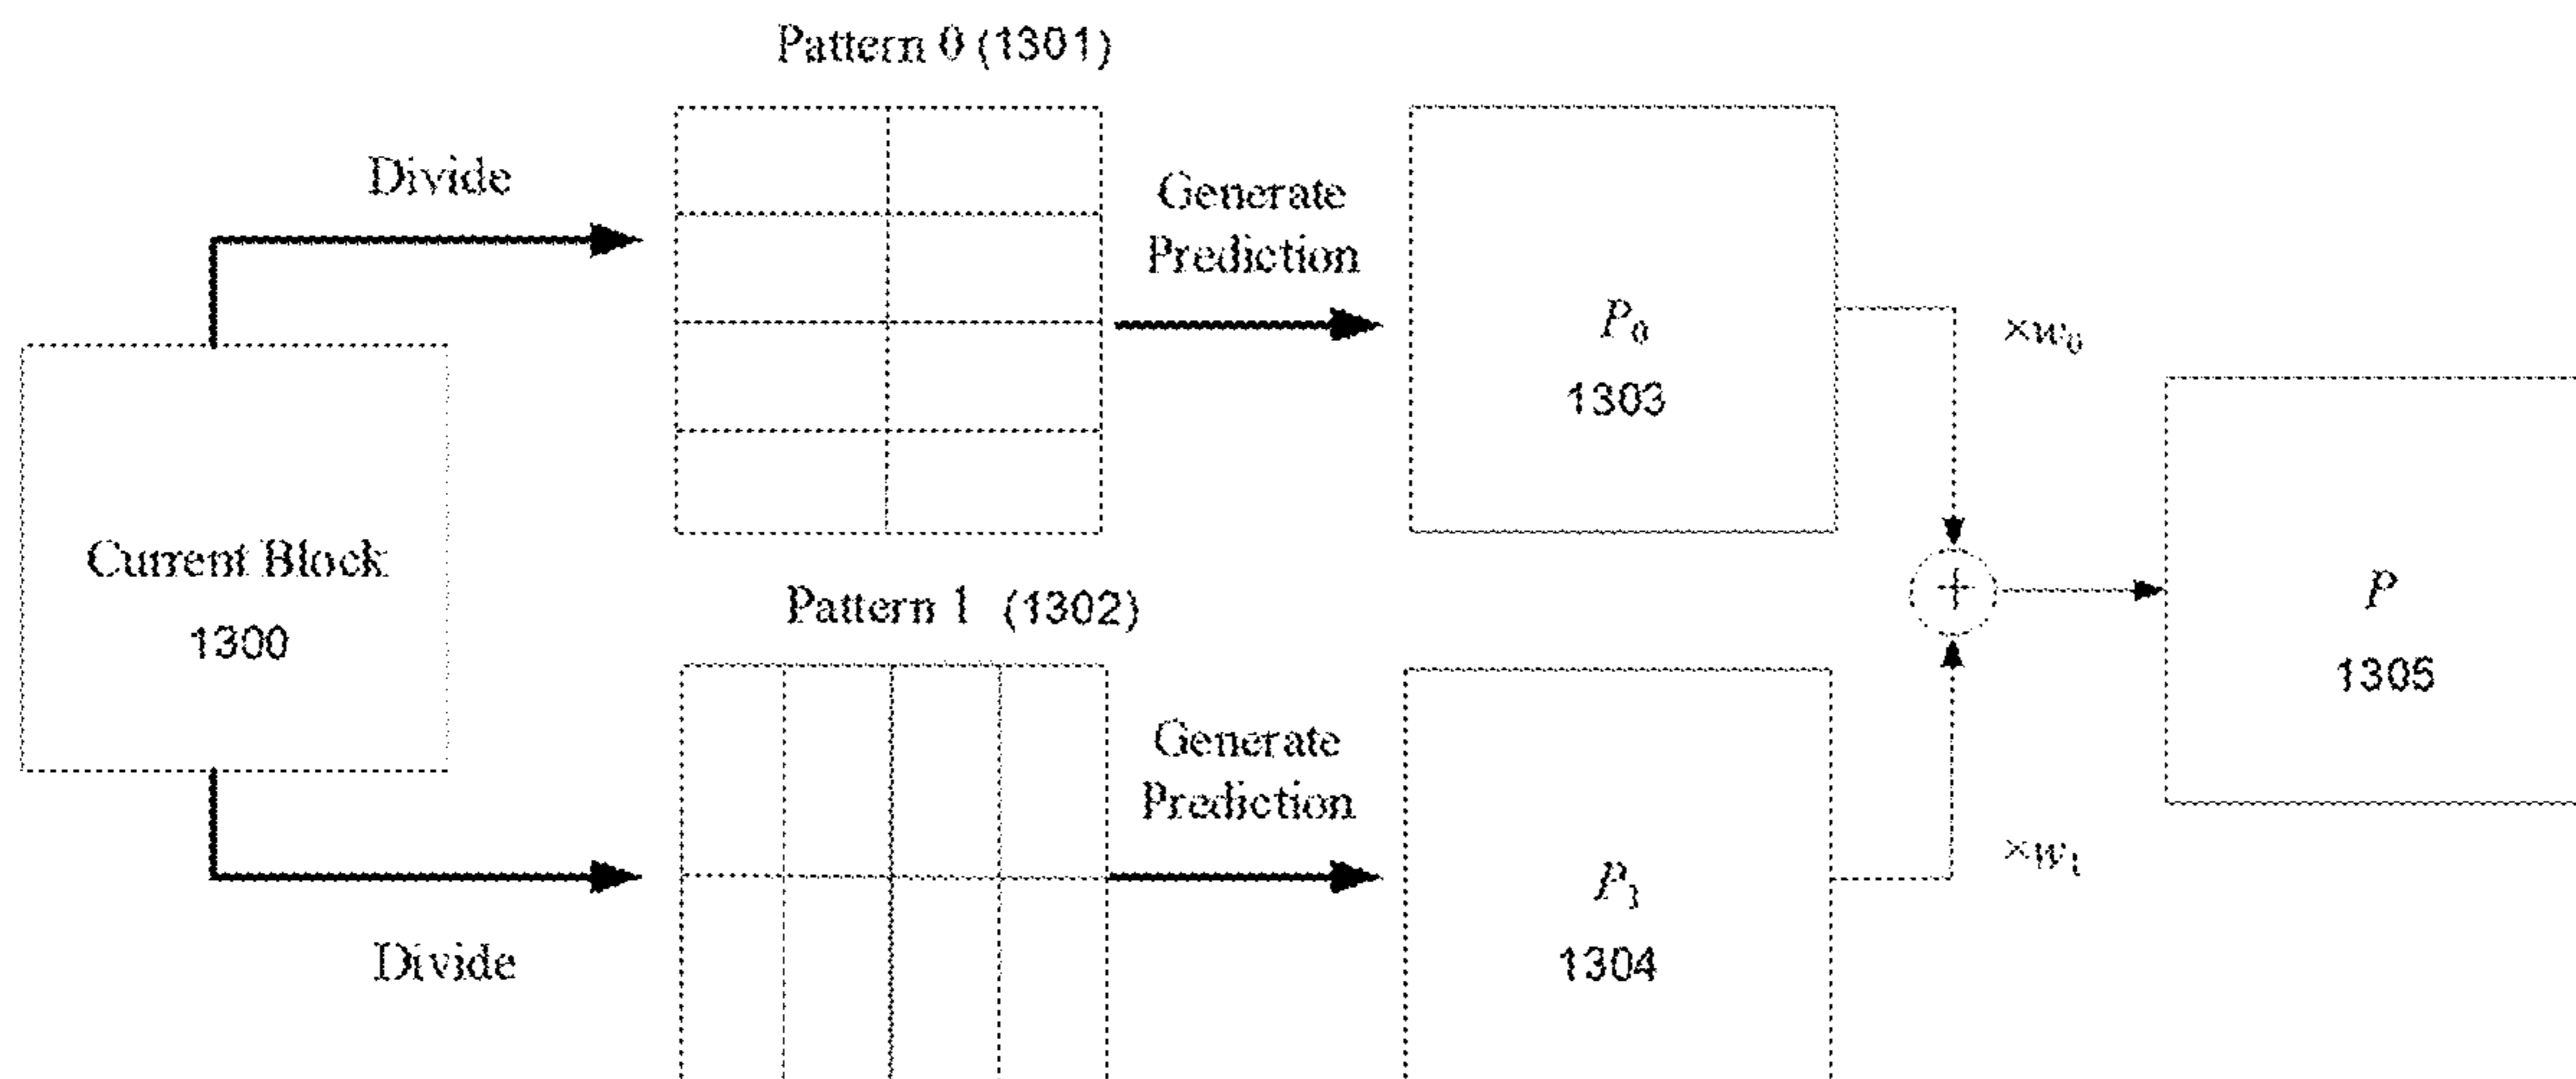 Pattern 0 (1301)
Divide
Generate
Prediction
P0
1303
×w0
Current Block
1300
Pattern 1 (1302)
+
P
1305
Generate
Prediction
P1
1304
×w1
Divide